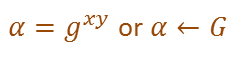 α = g^{xy} or α ← G